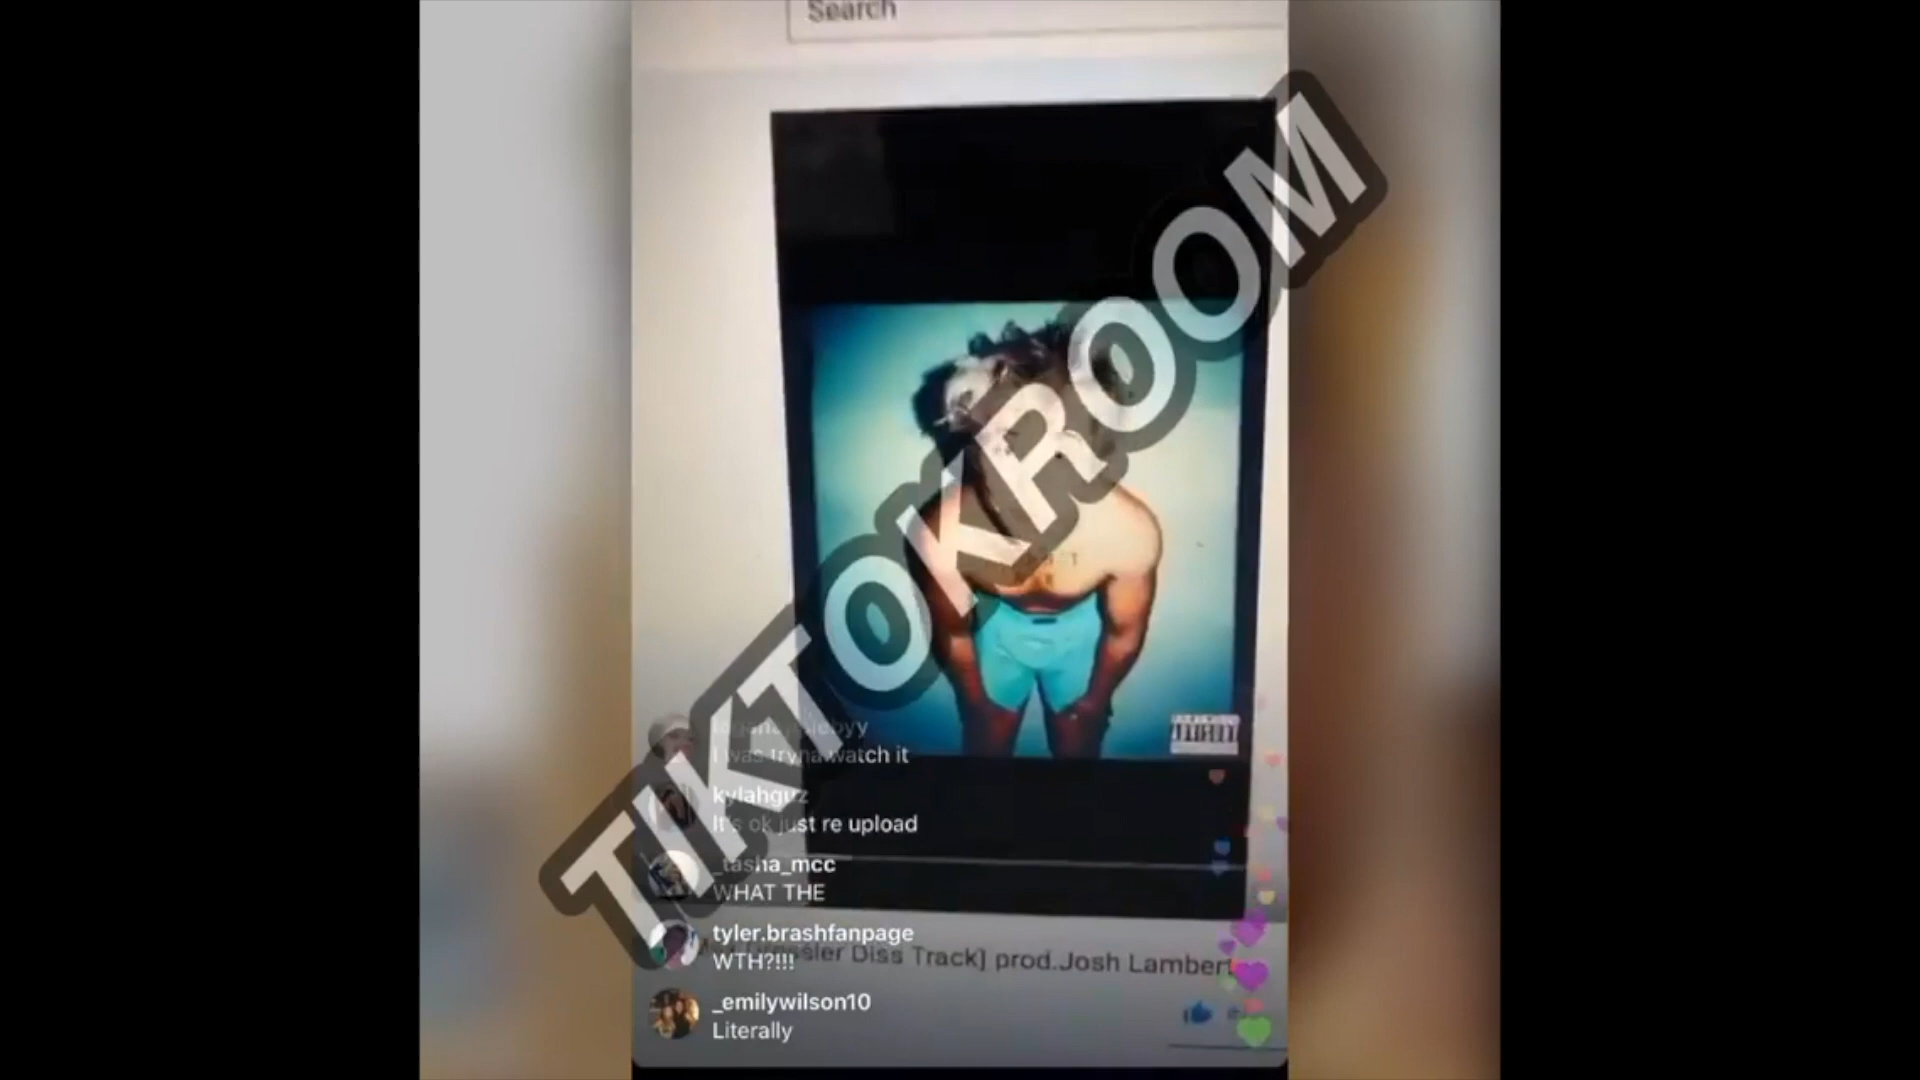 Search
TIKTOKROOM
I was tryna watch it
kylahguz
It's ok just re upload
_tasha_mcc
WHAT THE
tyler.brashfanpage
Diss Track] prod.Josh Lambert
WTH?!!!
_emilywilson10
Literally